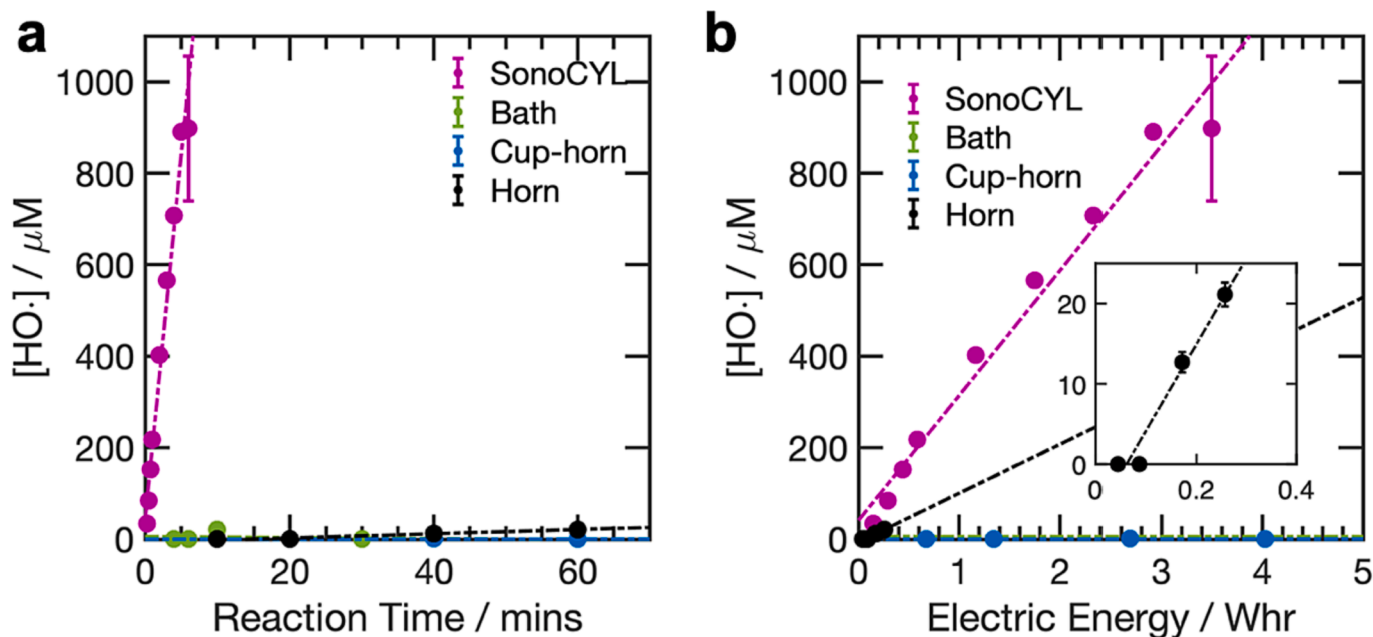 a
[HO·] / μM
1000
800
600
400
200
0
SonoCYL
Bath
Cup-horn
Horn
0 20 40 60
Reaction Time / mins
b
[HO·] / μM
1000
800
600
400
200
0
SonoCYL
Bath
Cup-horn
Horn
20
10
0
0 0.2 0.4
0 1 2 3 4 5
Electric Energy / Whr